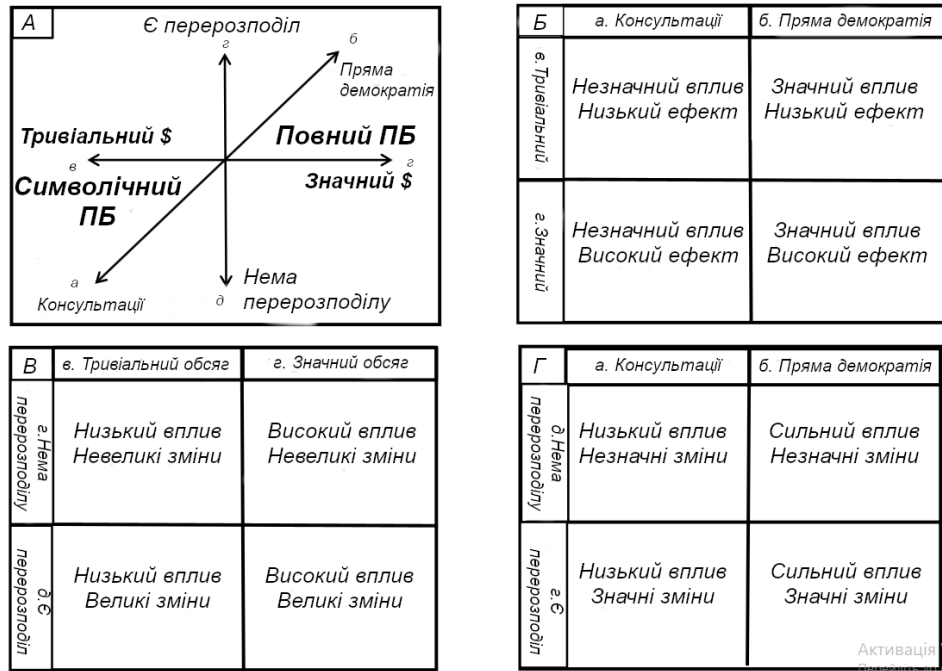 А
Є перерозподіл
г
б
Пряма
демократія
Тривіальний $
Повний ПБ
в
г
Символічний
ПБ
Значний $
а
Консультації
д
Нема
перерозподілу
Б
а. Консультації
б. Пряма демократія
в.Тривіальний
Незначний вплив
Низький ефект
Значний вплив
Низький ефект
г.Значний
Незначний вплив
Високий ефект
Значний вплив
Високий ефект
В
в. Тривіальний обсяг
г. Значний обсяг
г.Нема
перерозподілу
Низький вплив
Невеликі зміни
Високий вплив
Невеликі зміни
д.Є
перерозподіл
Низький вплив
Великі зміни
Високий вплив
Великі зміни
Г
а. Консультації
б. Пряма демократія
д.Нема
перерозподілу
Низький вплив
Незначні зміни
Сильний вплив
Незначні зміни
г.Є
перерозподіл
Низький вплив
Значні зміни
Сильний вплив
Значні зміни
Активація